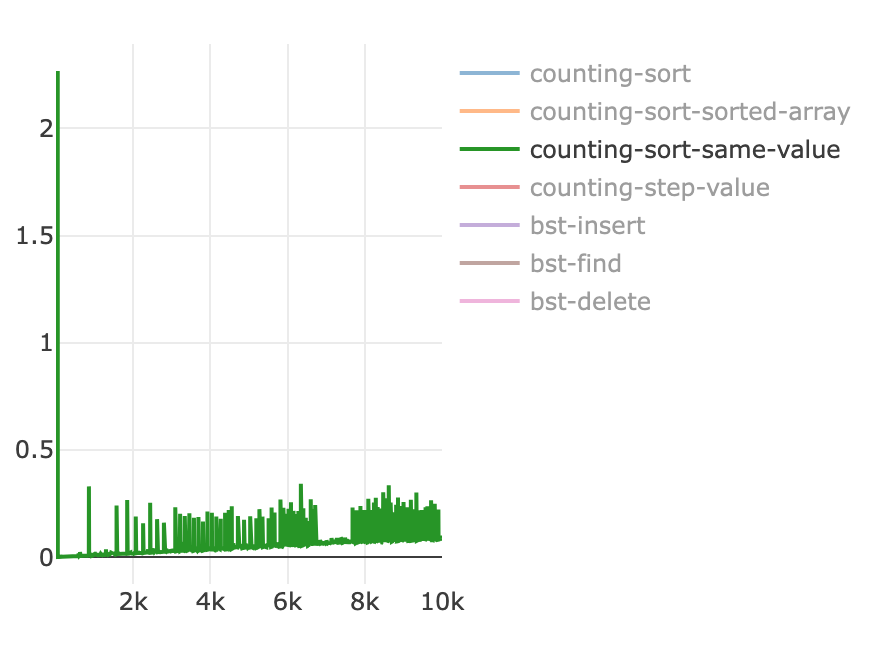 counting-sort
counting-sort-sorted-array
counting-sort-same-value
counting-step-value
bst-insert
bst-find
bst-delete
2
1.5
1
0.5
0
2k 4k 6k 8k 10k